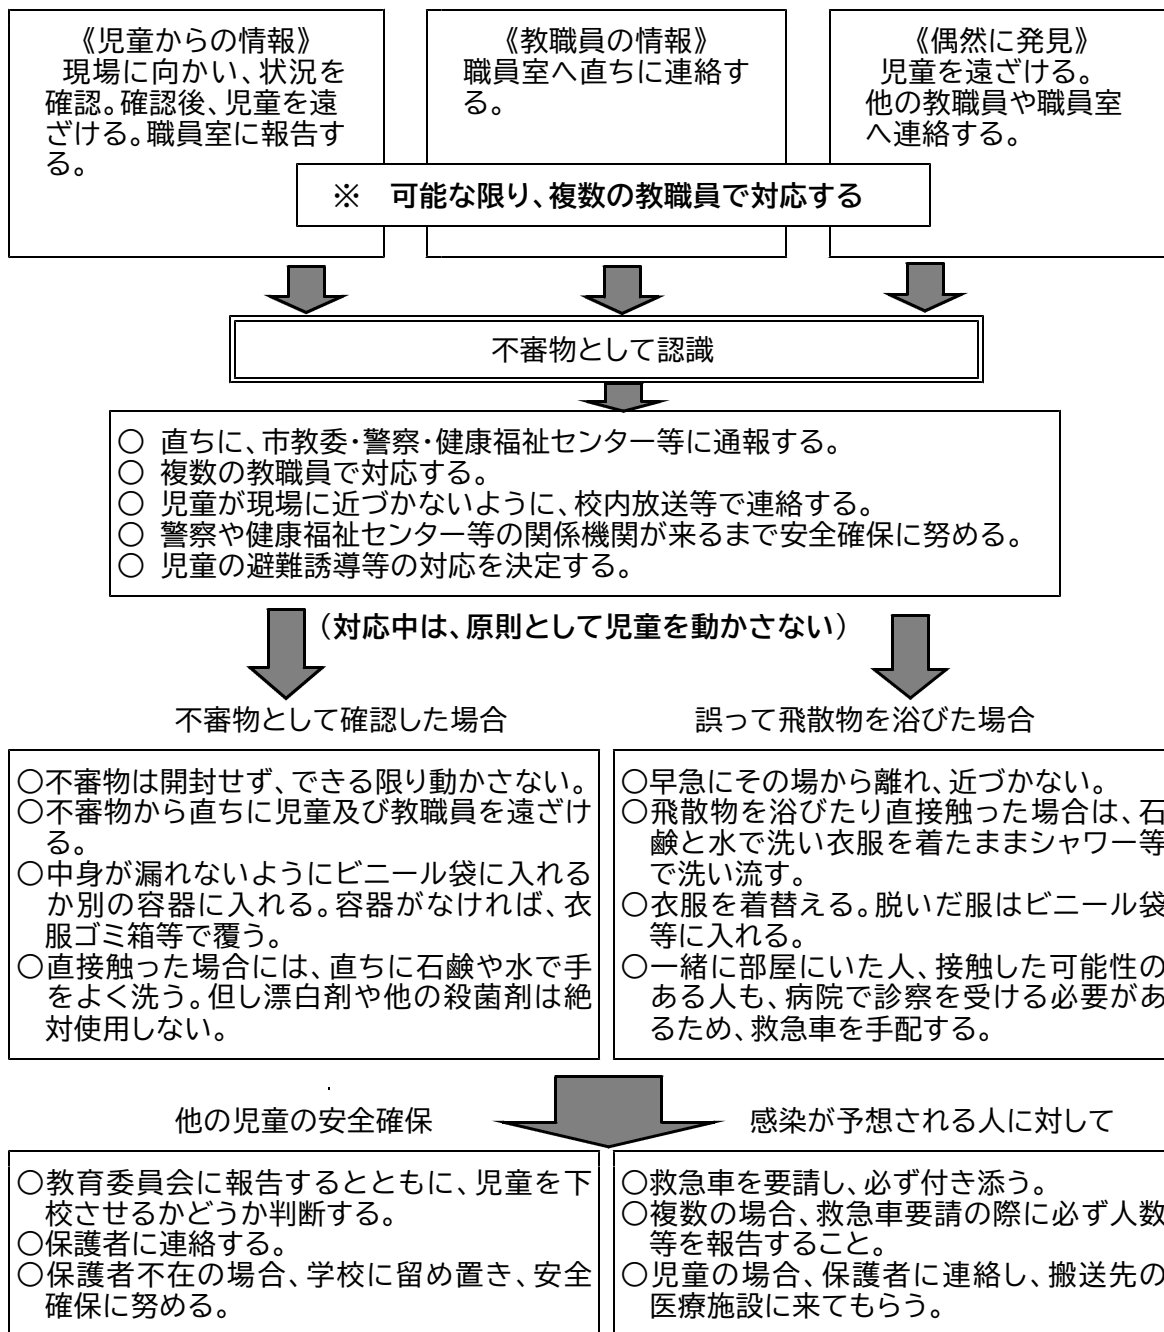 《児童からの情報》
現場に向かい、状況を
確認。確認後、児童を遠
ざける。職員室に報告す
る。
《教職員の情報》
職員室へ直ちに連絡す
る。
《偶然に発見》
児童を遠ざける。
他の教職員や職員室
へ連絡する。
※　可能な限り、複数の教職員で対応する
不審物として認識
○ 直ちに、市教委・警察・健康福祉センター等に通報する。
○ 複数の教職員で対応する。
○ 児童が現場に近づかないように、校内放送等で連絡する。
○ 警察や健康福祉センター等の関係機関が来るまで安全確保に努める。
○ 児童の避難誘導等の対応を決定する。
（対応中は、原則として児童を動かさない）
不審物として確認した場合
○不審物は開封せず、できる限り動かさない。
○不審物から直ちに児童及び教職員を遠ざけ
る。
○中身が漏れないようにビニール袋に入れる
か別の容器に入れる。容器がなければ、衣
服ゴミ箱等で覆う。
○直接触った場合には、直ちに石鹸や水で手
をよく洗う。但し漂白剤や他の殺菌剤は絶
対使用しない。
誤って飛散物を浴びた場合
○早急にその場から離れ、近づかない。
○飛散物を浴びたり直接触った場合は、石
鹸と水で洗い衣服を着たままシャワー等
で洗い流す。
○衣服を着替える。脱いだ服はビニール袋
等に入れる。
○一緒に部屋にいた人、接触した可能性の
ある人も、病院で診察を受ける必要があ
るため、救急車を手配する。
他の児童の安全確保
○教育委員会に報告するとともに、児童を下
校させるかどうか判断する。
○保護者に連絡する。
○保護者不在の場合、学校に留め置き、安全
確保に努める。
感染が予想される人に対して
○救急車を要請し、必ず付き添う。
○複数の場合、救急車要請の際に必ず人数
等を報告すること。
○児童の場合、保護者に連絡し、搬送先の
医療施設に来てもらう。